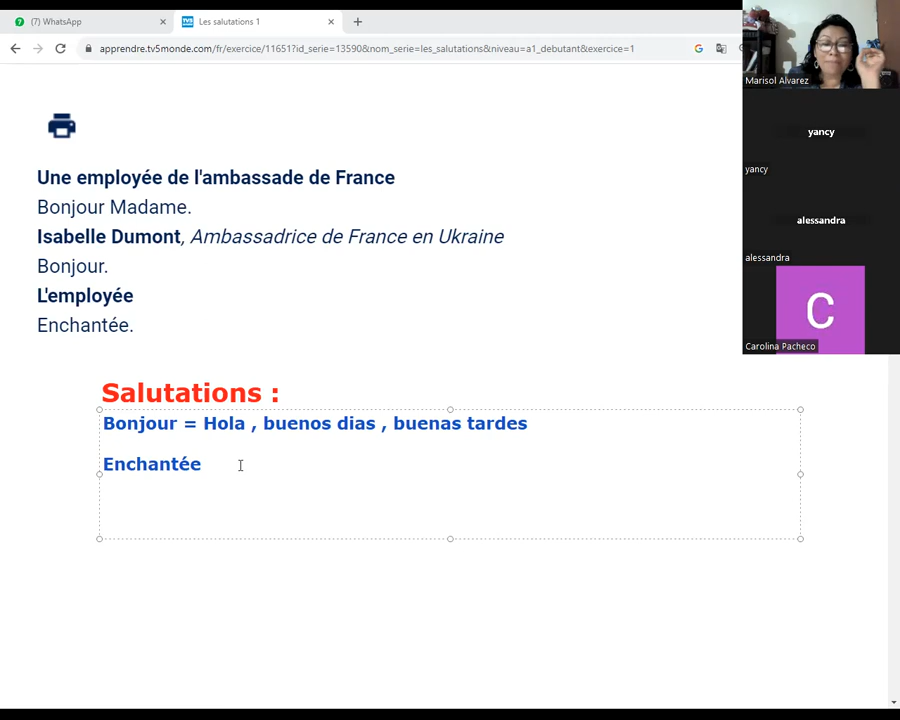 (7) WhatsApp
Les salutations 1
apprendre.tv5monde.com/fr/exercice/11651?id_serie=13590&nom_serie=les_salutations&niveau=a1_debutant&exercice=1
Marisol Alvarez
yancy
yancy
alessandra
alessandra
C
Carolina Pacheco
Une employée de l'ambassade de France
Bonjour Madame.
Isabelle Dumont, Ambassadrice de France en Ukraine
Bonjour.
L'employée
Enchantée.
Salutations :
Bonjour = Hola , buenos dias , buenas tardes
Enchantée